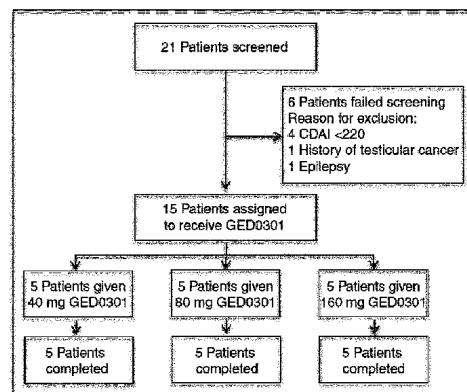 21 Patients screened
6 Patients failed screening
Reason for exclusion:
4 CDAI <220
1 History of testicular cancer
1 Epilepsy
15 Patients assigned
to receive GED0301
5 Patients given
40 mg GED0301
5 Patients given
80 mg GED0301
5 Patients given
160 mg GED0301
5 Patients
completed
5 Patients
completed
5 Patients
completed